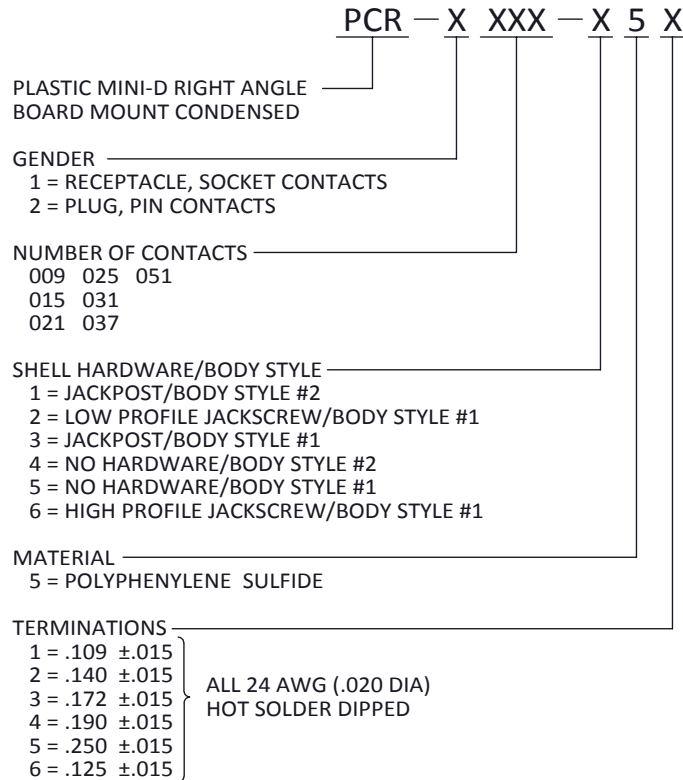 PCR — X XXX — X 5 X
PLASTIC MINI-D RIGHT ANGLE
BOARD MOUNT CONDENSED
GENDER
1 = RECEPTACLE, SOCKET CONTACTS
2 = PLUG, PIN CONTACTS
NUMBER OF CONTACTS
009 025 051
015 031
021 037
SHELL HARDWARE/BODY STYLE
1 = JACKPOST/BODY STYLE #2
2 = LOW PROFILE JACKSCREW/BODY STYLE #1
3 = JACKPOST/BODY STYLE #1
4 = NO HARDWARE/BODY STYLE #2
5 = NO HARDWARE/BODY STYLE #1
6 = HIGH PROFILE JACKSCREW/BODY STYLE #1
MATERIAL
5 = POLYPHENYLENE SULFIDE
TERMINATIONS
1 = .109 ±.015
2 = .140 ±.015
3 = .172 ±.015
4 = .190 ±.015
5 = .250 ±.015
6 = .125 ±.015
ALL 24 AWG (.020 DIA)
HOT SOLDER DIPPED